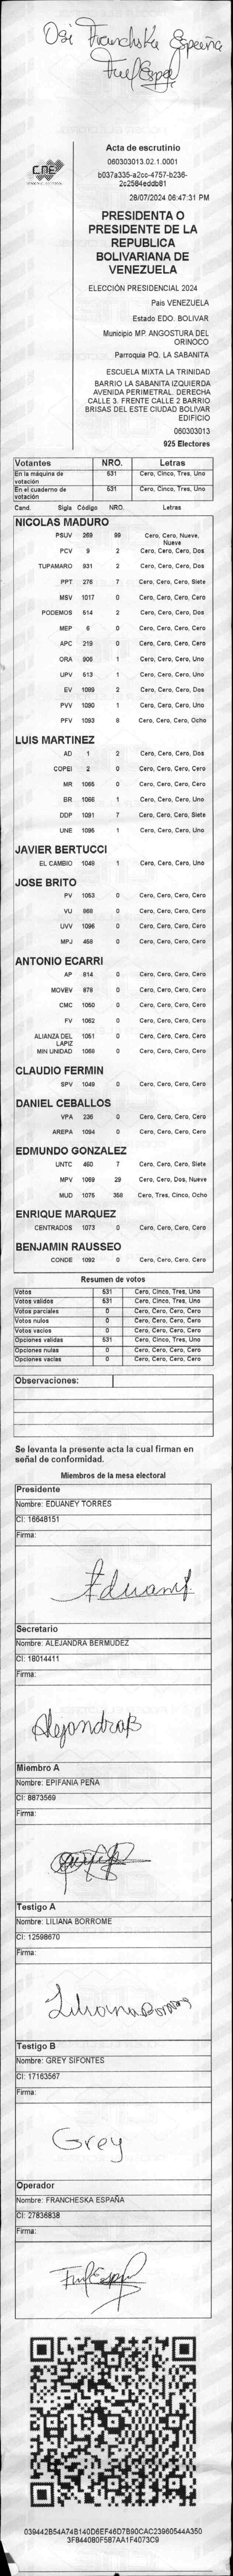 Osi Francheska España
CNE
Acta de escrutinio
060303013.02.1.0001
b037a335-a2cc-4757-b236-
2c2584eddb81
28/07/2024 06:47:31 PM
PRESIDENTA O
PRESIDENTE DE LA
REPUBLICA
BOLIVARIANA DE
VENEZUELA
ELECCIÓN PRESIDENCIAL 2024
Pais VENEZUELA
Estado EDO. BOLIVAR
Municipio MP. ANGOSTURA DEL
ORINOCO
Parroquia PQ. LA SABANITA
ESCUELA MIXTA LA TRINIDAD
BARRIO LA SABANITA IZQUIERDA
AVENIDA PERIMETRAL. DERECHA
CALLE 3. FRENTE CALLE 2 BARRIO
BRISAS DEL ESTE CIUDAD BOLIVAR
EDIFICIO
060303013
925 Electores
Votantes NRO. Letras
En la máquina de votación 531 Cero, Cinco, Tres, Uno
En el cuaderno de votación 531 Cero, Cinco, Tres, Uno
Cand. Sigla Código NRO. Letras
NICOLAS MADURO
PSUV 269 99 Cero, Cero, Nueve, Nueve
PCV 9 2 Cero, Cero, Cero, Dos
TUPAMARO 931 2 Cero, Cero, Cero, Dos
PPT 276 7 Cero, Cero, Cero, Siete
MSV 1017 0 Cero, Cero, Cero, Cero
PODEMOS 514 2 Cero, Cero, Cero, Dos
MEP 6 0 Cero, Cero, Cero, Cero
APC 219 0 Cero, Cero, Cero, Cero
ORA 906 1 Cero, Cero, Cero, Uno
UPV 613 1 Cero, Cero, Cero, Uno
EV 1099 2 Cero, Cero, Cero, Dos
PVV 1090 1 Cero, Cero, Cero, Uno
PFV 1093 8 Cero, Cero, Cero, Ocho
LUIS MARTINEZ
AD 1 2 Cero, Cero, Cero, Dos
COPEI 2 0 Cero, Cero, Cero, Cero
MR 1065 0 Cero, Cero, Cero, Cero
BR 1066 1 Cero, Cero, Cero, Uno
DDP 1091 7 Cero, Cero, Cero, Siete
UNE 1095 1 Cero, Cero, Cero, Uno
JAVIER BERTUCCI
EL CAMBIO 1048 1 Cero, Cero, Cero, Uno
JOSE BRITO
PV 1053 0 Cero, Cero, Cero, Cero
VU 868 0 Cero, Cero, Cero, Cero
UVV 1096 0 Cero, Cero, Cero, Cero
MPJ 458 0 Cero, Cero, Cero, Cero
ANTONIO ECARRI
AP 814 0 Cero, Cero, Cero, Cero
MOVEV 878 0 Cero, Cero, Cero, Cero
CMC 1050 0 Cero, Cero, Cero, Cero
FV 1062 0 Cero, Cero, Cero, Cero
ALIANZA DEL LAPIZ 1051 0 Cero, Cero, Cero, Cero
MIN UNIDAD 1068 0 Cero, Cero, Cero, Cero
CLAUDIO FERMIN
SPV 1049 0 Cero, Cero, Cero, Cero
DANIEL CEBALLOS
VPA 236 0 Cero, Cero, Cero, Cero
AREPA 1094 0 Cero, Cero, Cero, Cero
EDMUNDO GONZALEZ
UNTC 460 7 Cero, Cero, Cero, Siete
MPV 1069 29 Cero, Cero, Dos, Nueve
MUD 1075 358 Cero, Tres, Cinco, Ocho
ENRIQUE MARQUEZ
CENTRADOS 1073 0 Cero, Cero, Cero, Cero
BENJAMIN RAUSSEO
CONDE 1092 0 Cero, Cero, Cero, Cero
Resumen de votos
Votos 531 Cero, Cinco, Tres, Uno
Votos validos 531 Cero, Cinco, Tres, Uno
Votos parciales 0 Cero, Cero, Cero, Cero
Votos nulos 0 Cero, Cero, Cero, Cero
Votos vacios 0 Cero, Cero, Cero, Cero
Opciones validas 531 Cero, Cinco, Tres, Uno
Opciones nulas 0 Cero, Cero, Cero, Cero
Opciones vacias 0 Cero, Cero, Cero, Cero
Observaciones:
Se levanta la presente acta la cual firman en
señal de conformidad.
Miembros de la mesa electoral
Presidente
Nombre: EDUANEY TORRES
CI: 16648151
Firma:
Secretario
Nombre: ALEJANDRA BERMUDEZ
CI: 18014411
Firma:
AlejandraB
Miembro A
Nombre: EPIFANIA PEÑA
CI: 8873569
Firma:
Testigo A
Nombre: LILIANA BORROME
CI: 12598670
Firma:
Testigo B
Nombre: GREY SIFONTES
CI: 17163567
Firma:
Grey
Operador
Nombre: FRANCHESKA ESPAÑA
CI: 27836838
Firma:
039442B54A74B140D6EF46D7B90CAC23960544A350
3F844080F587AA1F4073C9